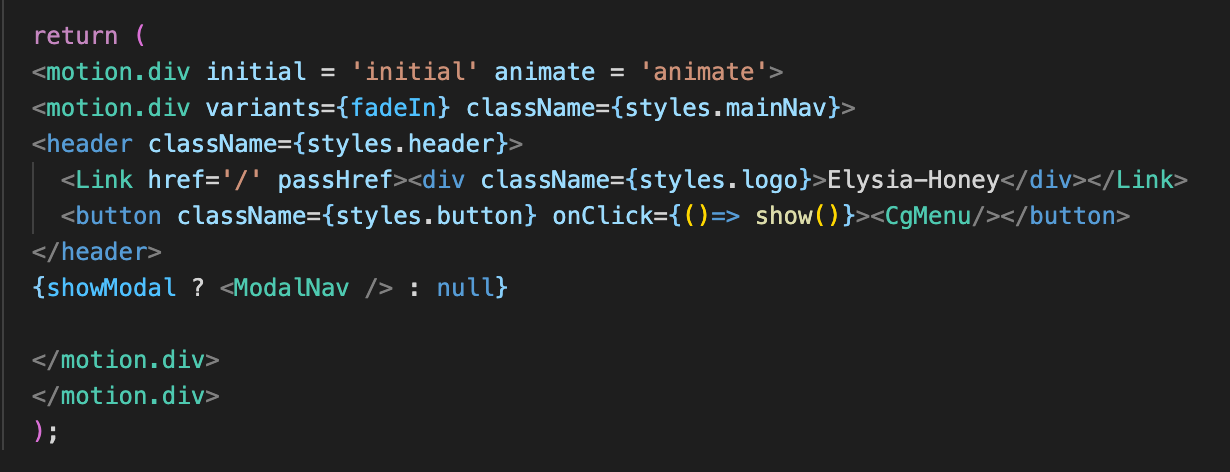 return (
<motion.div initial = 'initial' animate = 'animate'>
<motion.div variants={fadeIn} className={styles.mainNav}>
<header className={styles.header}>
  <Link href='/' passHref><div className={styles.logo}>Elysia-Honey</div></Link>
  <button className={styles.button} onClick={()=> show()}><CgMenu/></button>
</header>
{showModal ? <ModalNav /> : null}

</motion.div>
</motion.div>
);